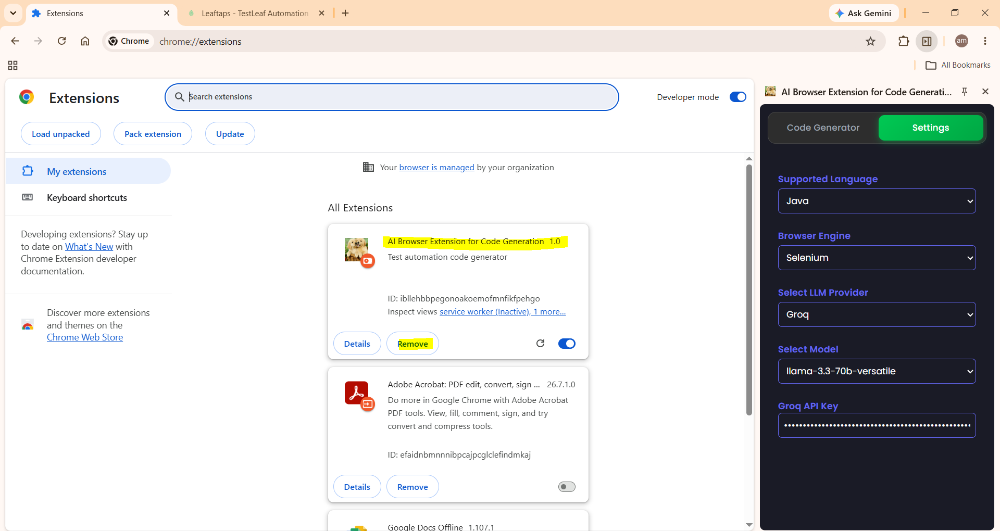 Extensions
Leaftaps - TestLeaf Automation
Ask Gemini
Chrome
chrome://extensions
am
All Bookmarks
Extensions
Search extensions
Developer mode
Load unpacked
Pack extension
Update
My extensions
Keyboard shortcuts
Developing extensions? Stay up
to date on What's New with
Chrome Extension developer
documentation.
Discover more extensions
and themes on the
Chrome Web Store
Your browser is managed by your organization
All Extensions
AI Browser Extension for Code Generation 1.0
Test automation code generator
ID: ibllehbbpegonoakoemofmnfikfpehgo
Inspect views service worker (Inactive), 1 more...
Details
Remove
Adobe Acrobat: PDF edit, convert, sign ... 26.7.1.0
Do more in Google Chrome with Adobe Acrobat
PDF tools. View, fill, comment, sign, and try
convert and compress tools.
ID: efaidnbmnnnibpcajpcglclefindmkaj
Details
Remove
Google Docs Offline 1.107.1
AI Browser Extension for Code Generati...
Code Generator
Settings
Supported Language
Java
Browser Engine
Selenium
Select LLM Provider
Groq
Select Model
llama-3.3-70b-versatile
Groq API Key